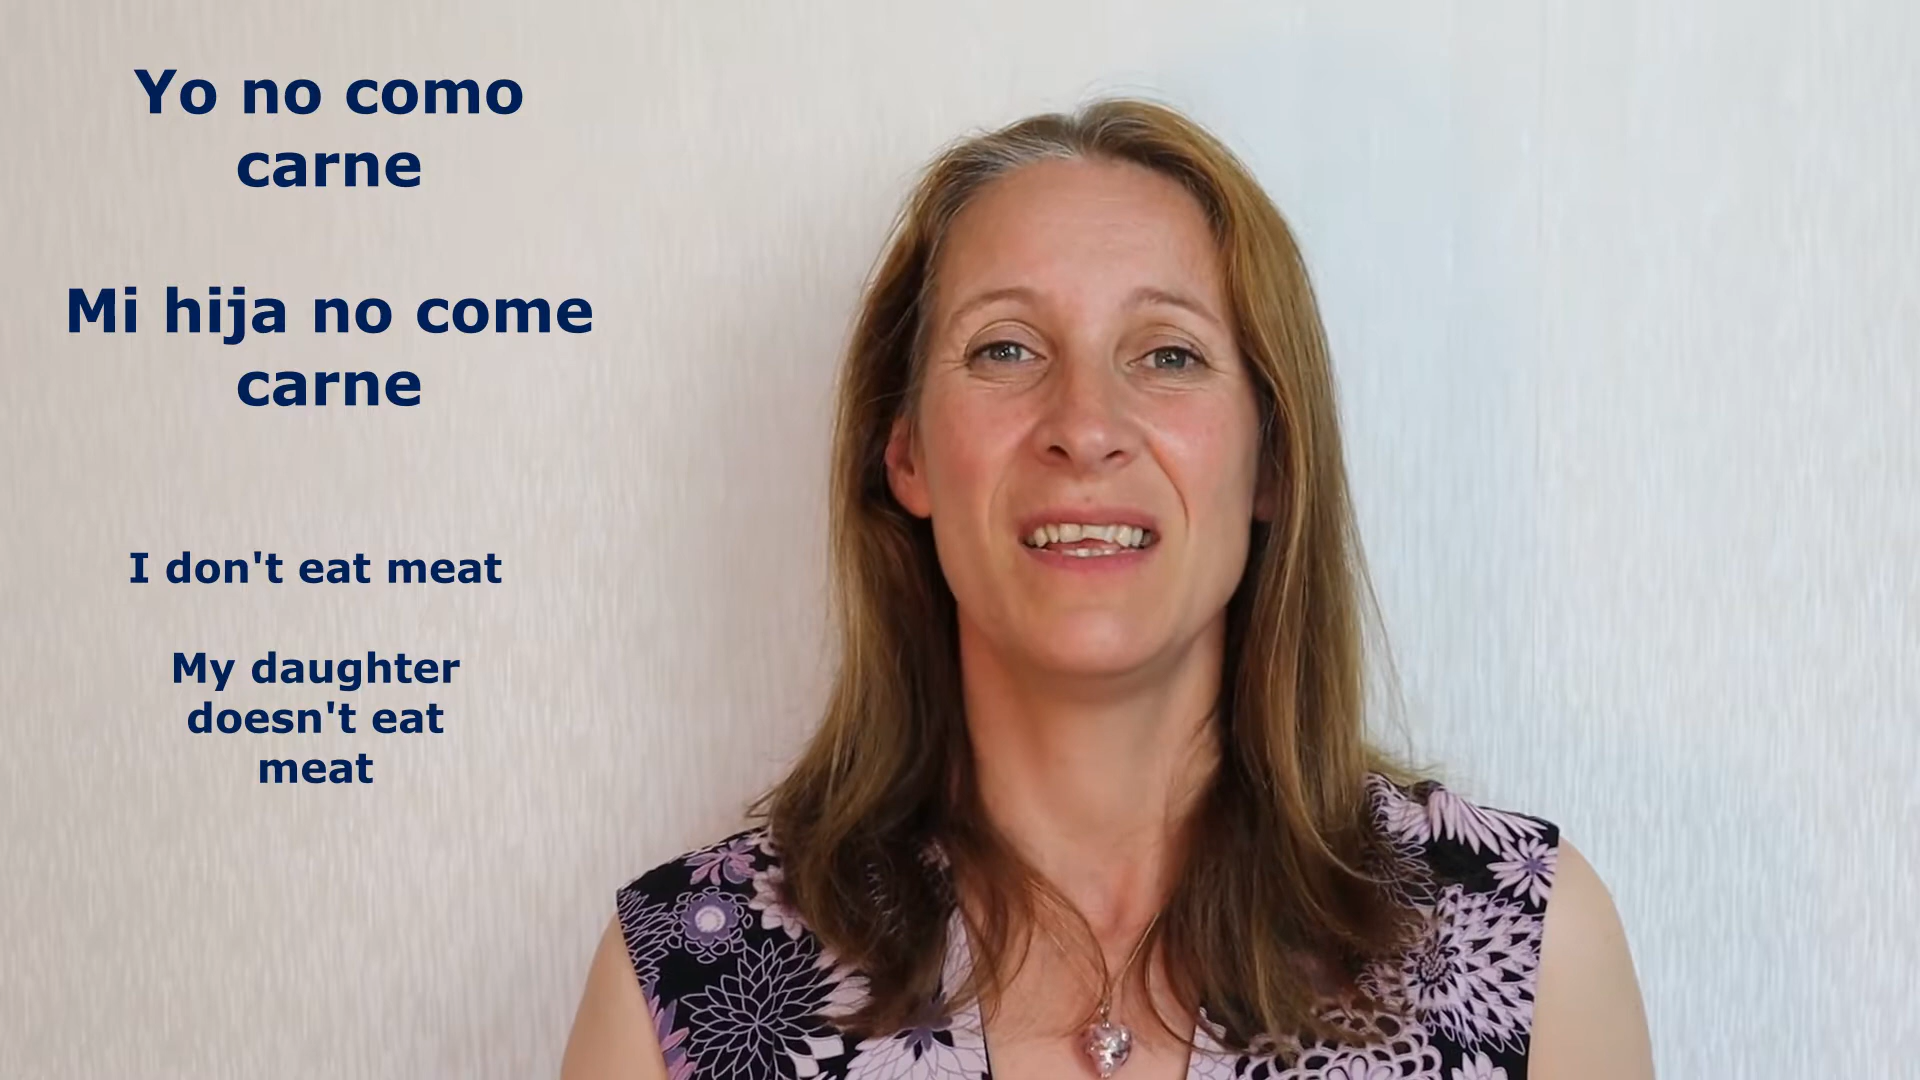 Yo no como
carne
Mi hija no come
carne
I don't eat meat
My daughter
doesn't eat
meat